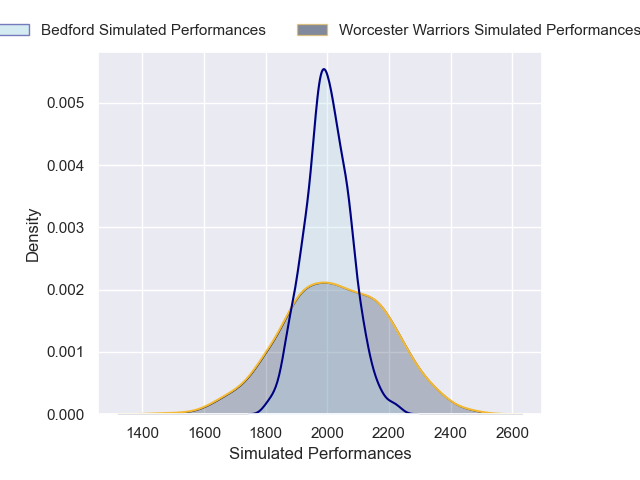 Bedford Simulated Performances Worcester Warriors Simulated Performances
0.005
0.004
0.003
0.002
0.001
0.000
Density
1400 1600 1800 2000 2200 2400 2600
Simulated Performances